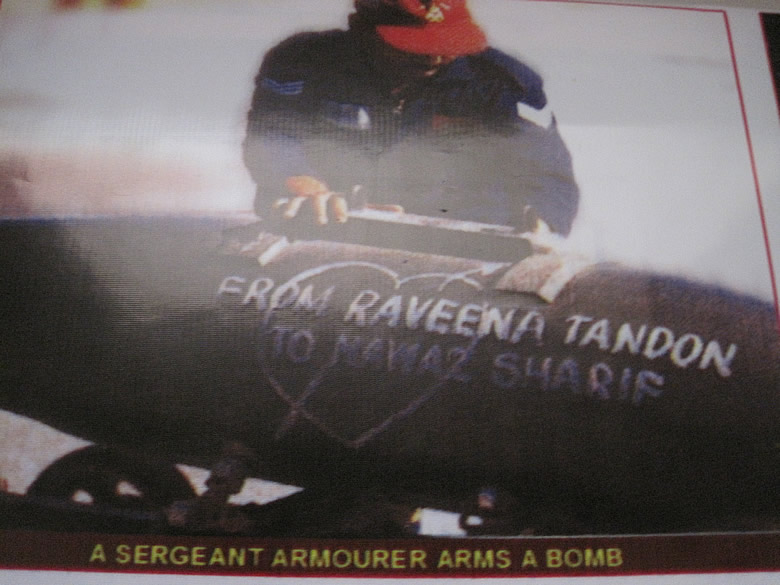 FROM RAVEENA TANDON
TO NAWAZ SHARIF
A SERGEANT ARMOURER ARMS A BOMB